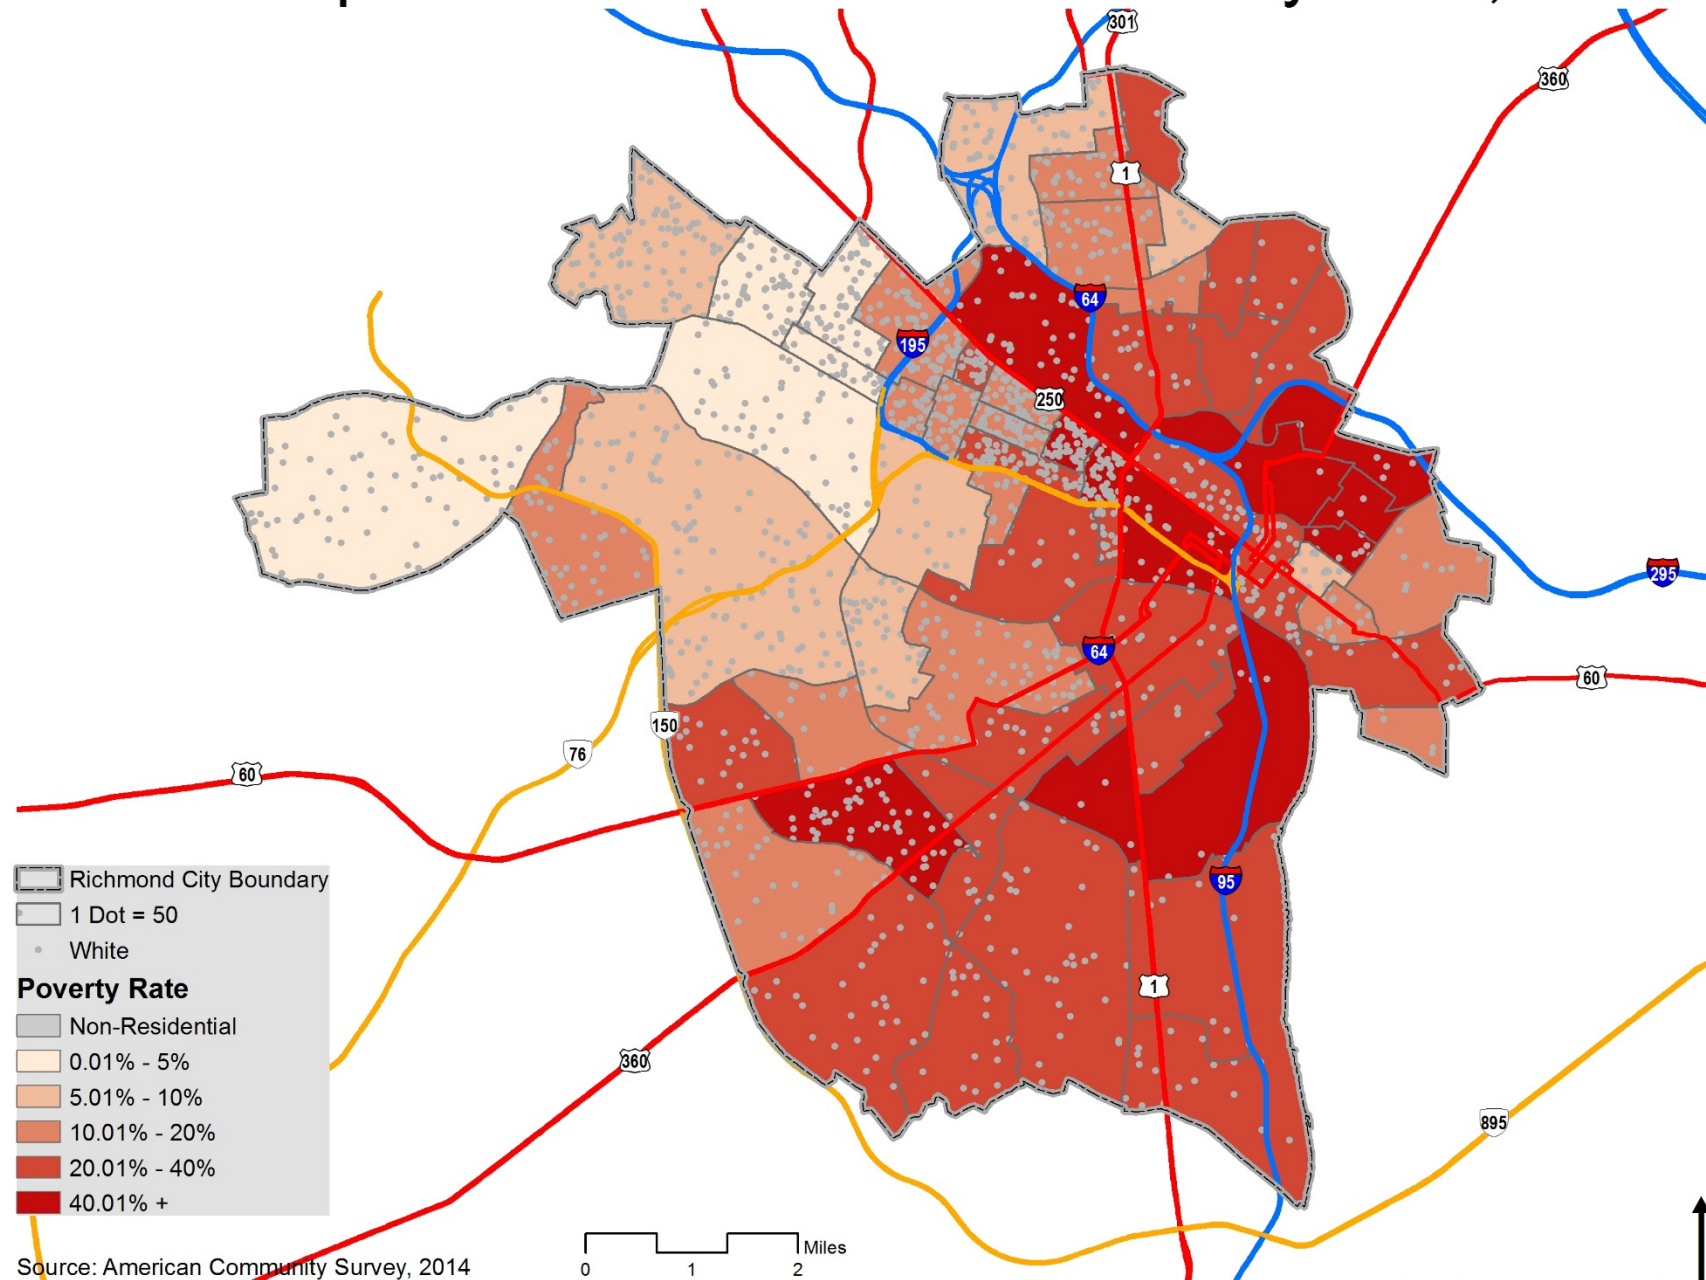 301
360
1
64
195
250
295
64
60
150
76
60
95
1
360
895
Richmond City Boundary
1 Dot = 50
White
Poverty Rate
Non-Residential
0.01% - 5%
5.01% - 10%
10.01% - 20%
20.01% - 40%
40.01% +
Miles
0 1 2
Source: American Community Survey, 2014